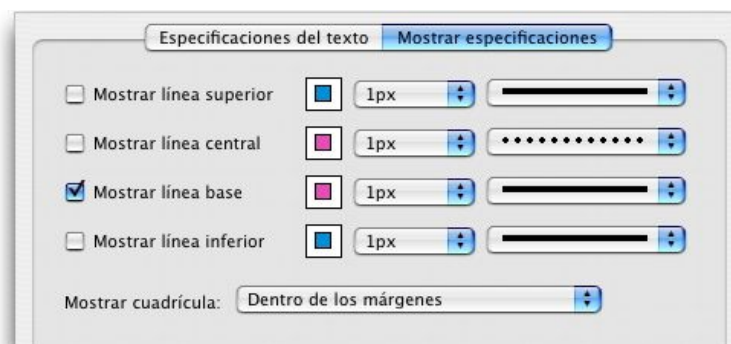 Especificaciones del texto Mostrar especificaciones
Mostrar línea superior 1px
Mostrar línea central 1px
Mostrar línea base 1px
Mostrar línea inferior 1px
Mostrar cuadrícula: Dentro de los márgenes